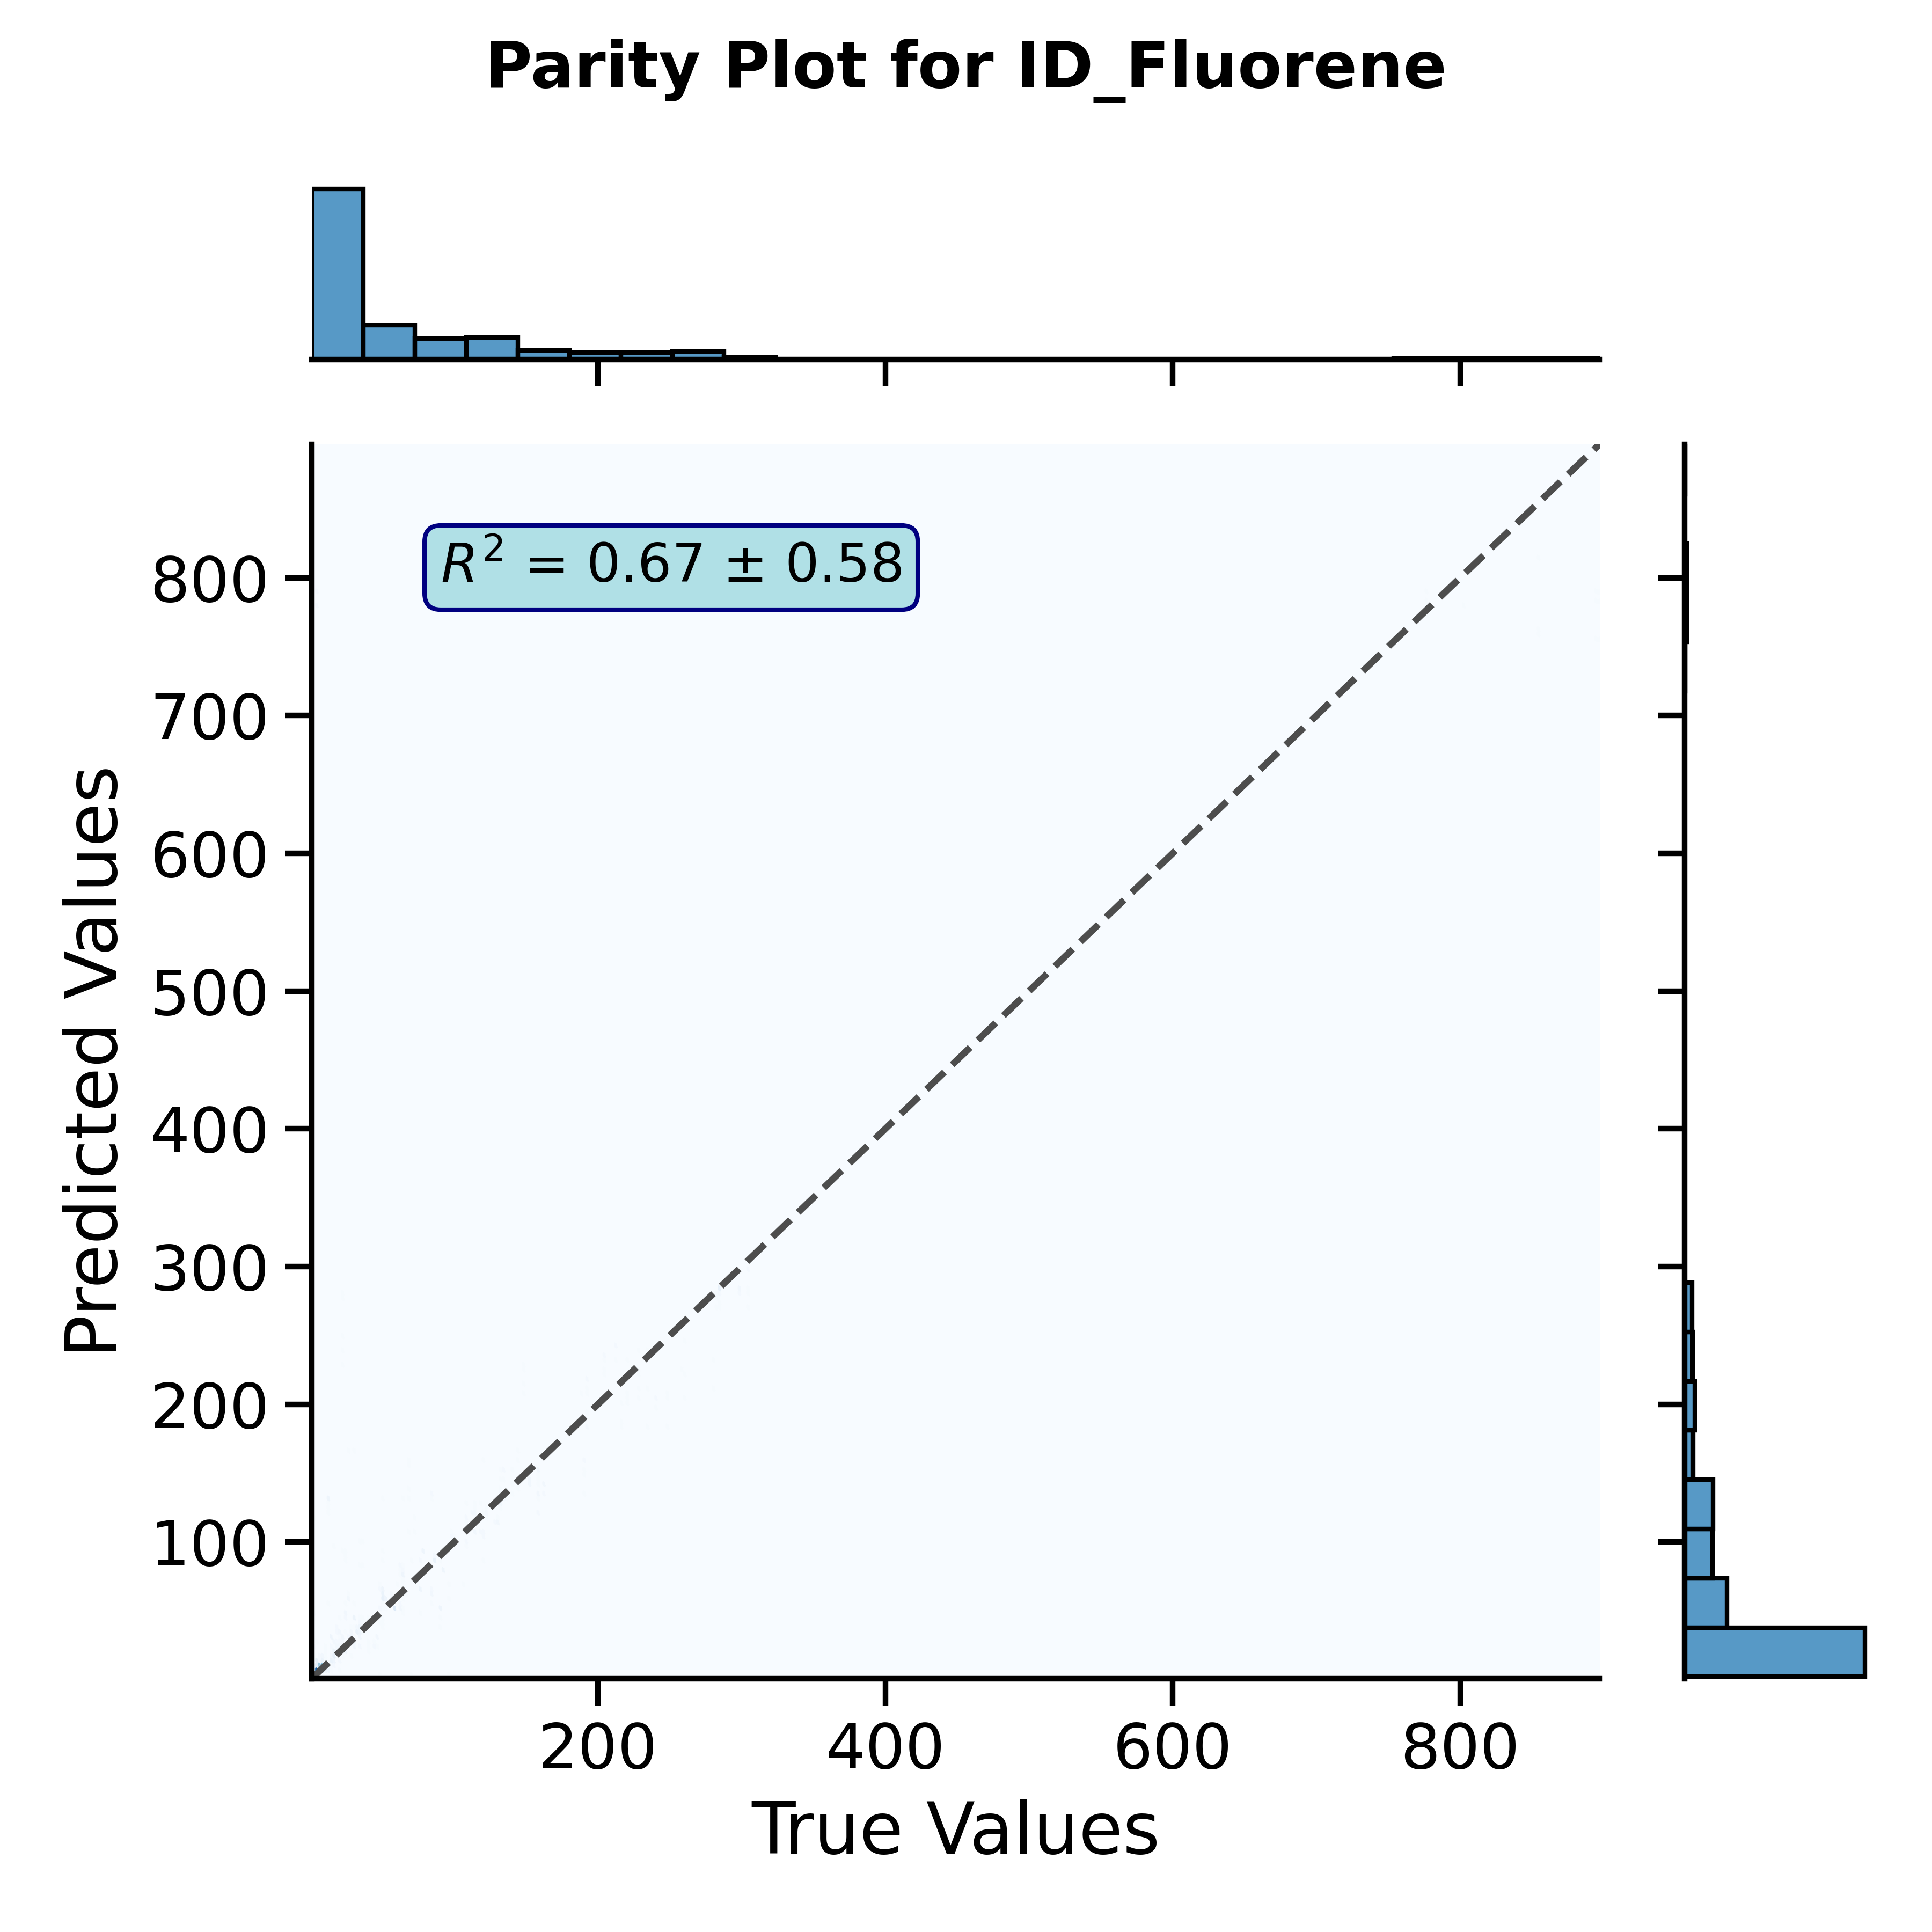 Parity Plot for ID_Fluorene
R² = 0.67 ± 0.58
800
700
600
500
400
300
200
100
Predicted Values
200 400 600 800
True Values